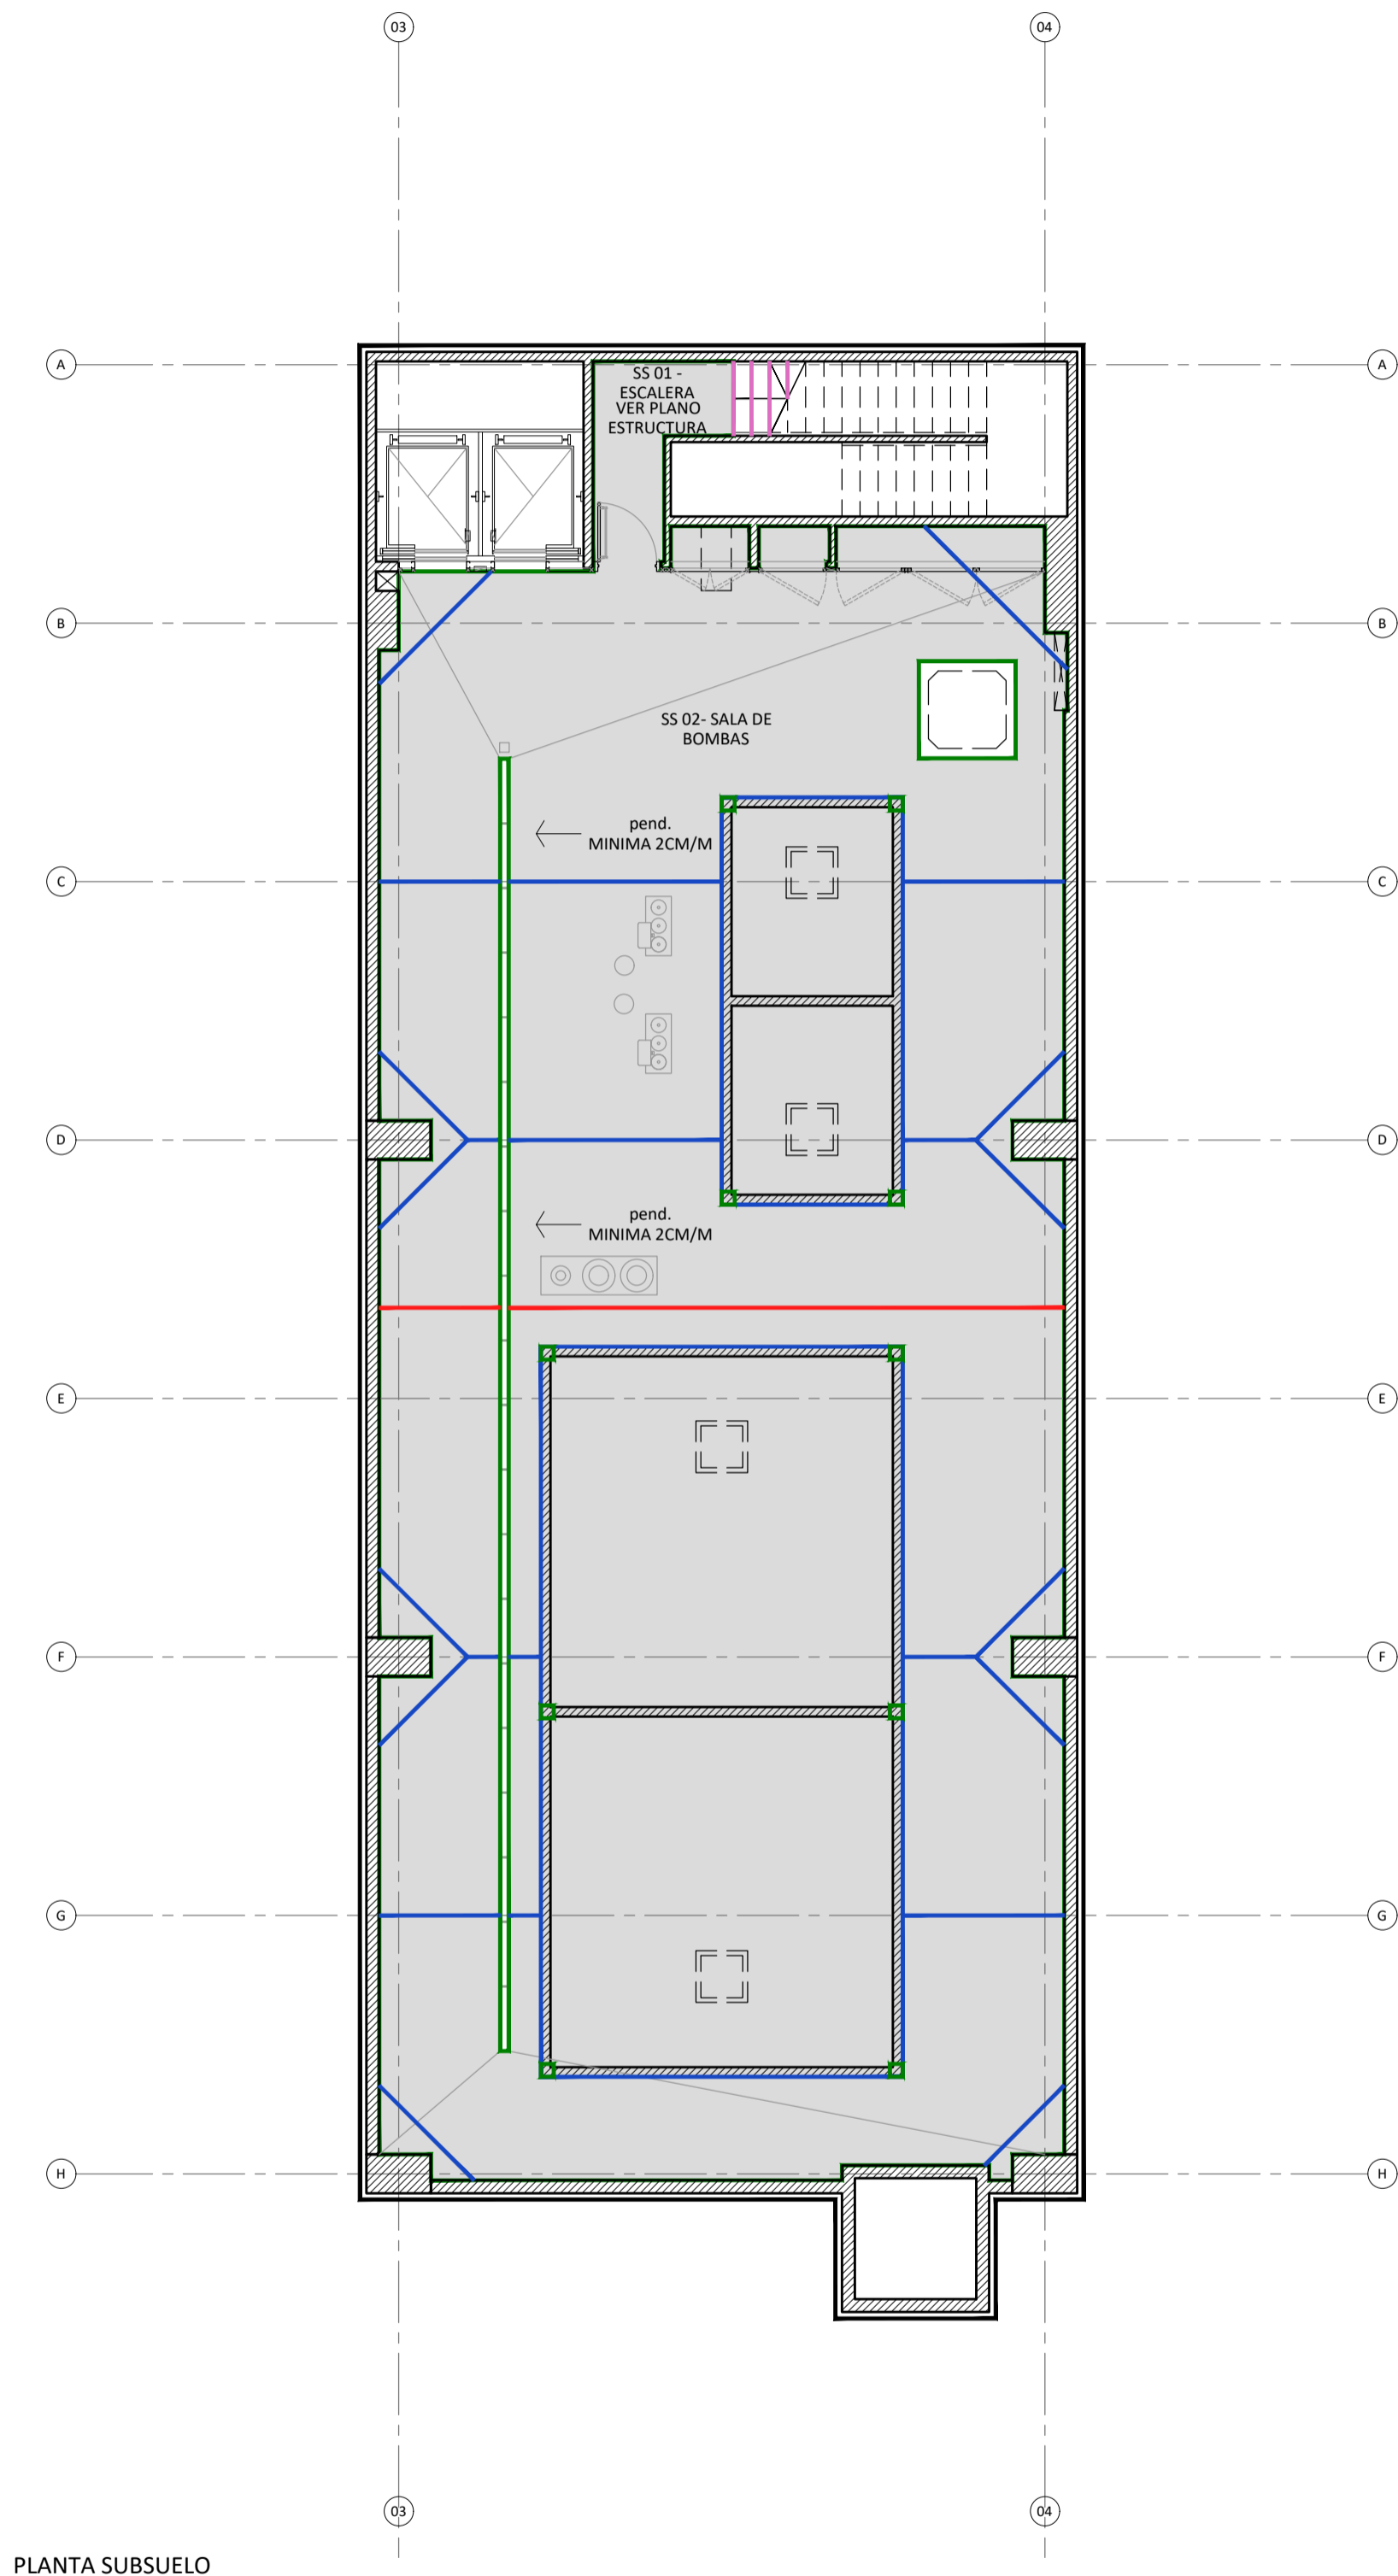 03 04
A A
SS 01 -
ESCALERA
VER PLANO
ESTRUCTURA
B B
SS 02- SALA DE
BOMBAS
pend.
MINIMA 2CM/M
C C
D D
pend.
MINIMA 2CM/M
E E
F F
G G
H H
03 04
PLANTA SUBSUELO